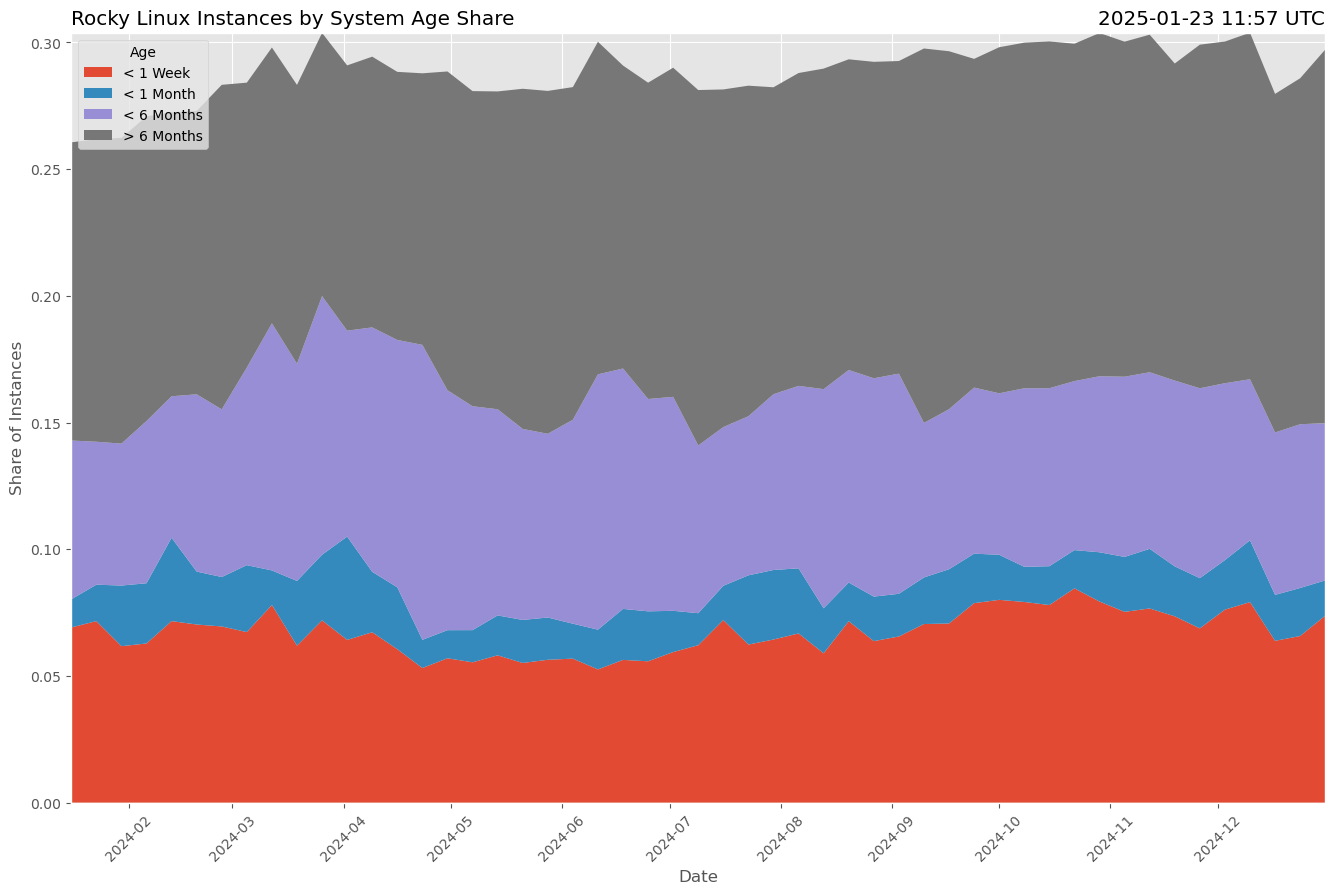 Rocky Linux Instances by System Age Share
2025-01-23 11:57 UTC
0.30
0.25
0.20
0.15
0.10
0.05
0.00
Share of Instances
Age
< 1 Week
< 1 Month
< 6 Months
> 6 Months
2024-02
2024-03
2024-04
2024-05
2024-06
2024-07
2024-08
2024-09
2024-10
2024-11
2024-12
Date